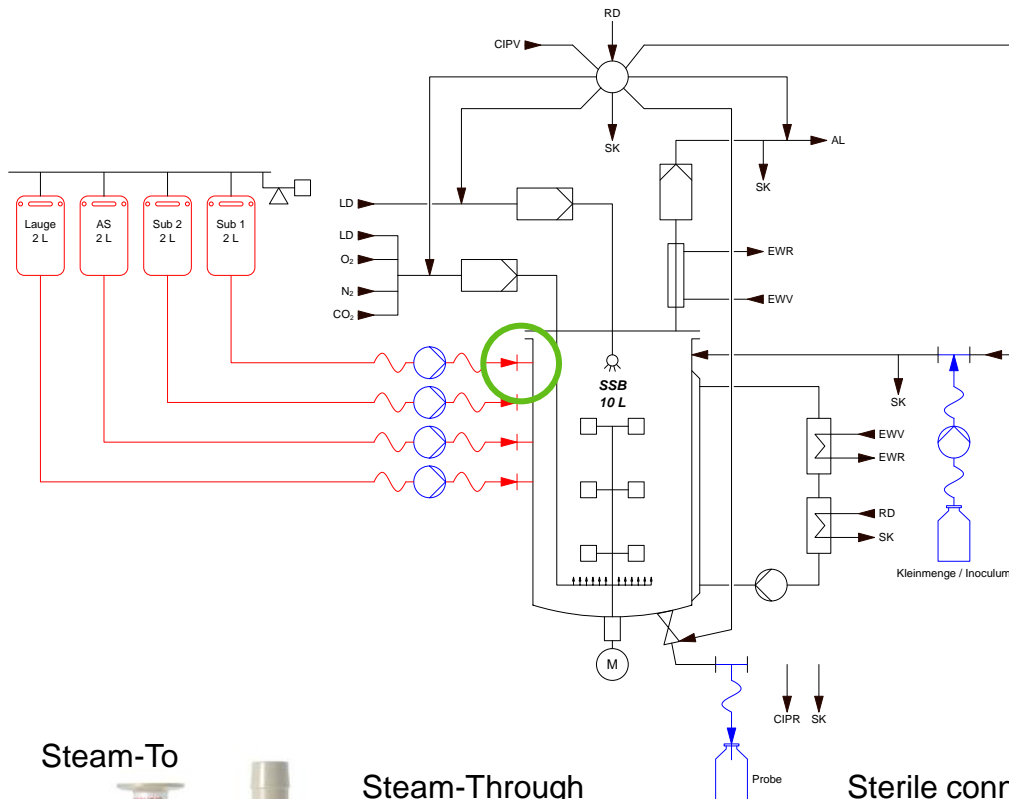 RD
CIPV
SK
AL
SK
Lauge
2 L
AS
2 L
Sub 2
2 L
Sub 1
2 L
LD
LD
O₂
N₂
CO₂
EWR
EWV
SSB
10 L
SK
EWV
EWR
RD
SK
Kleinmenge / Inoculum
M
CIPR
SK
Probe
Steam-To
Steam-Through
Sterile conn